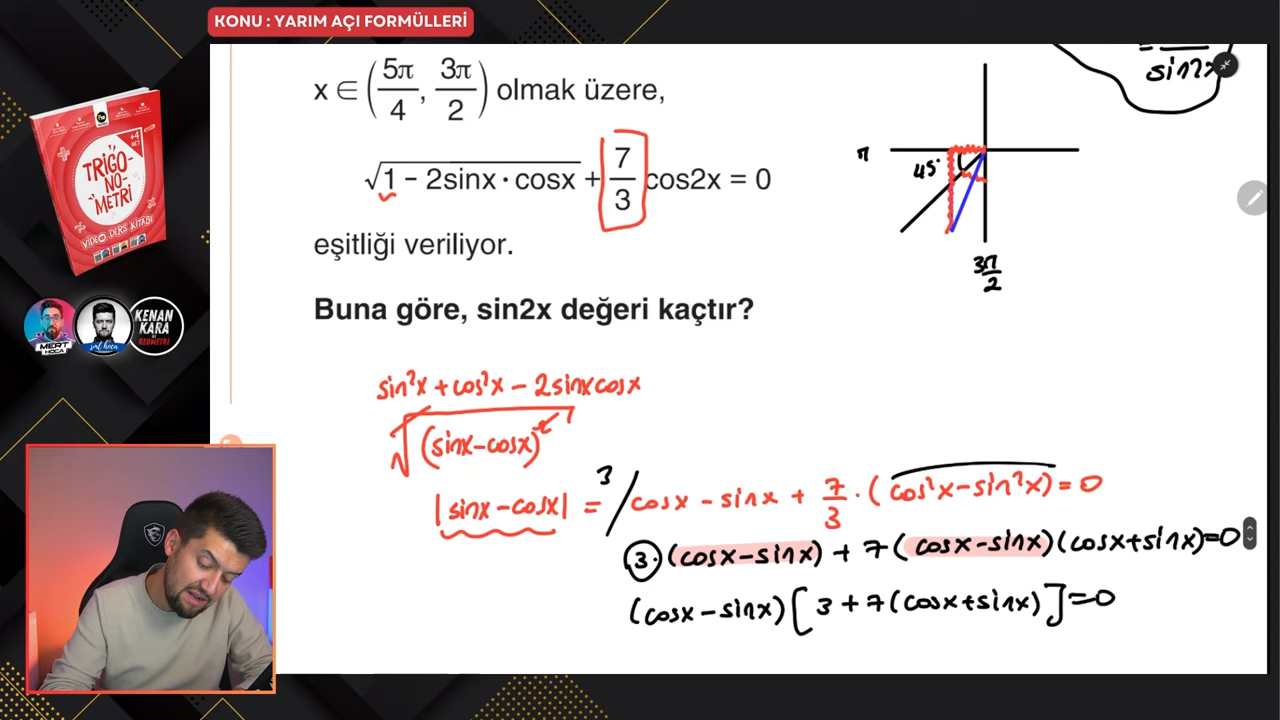 KONU : YARIM AÇI FORMÜLLERİ
x ∈ (5π/4, 3π/2) olmak üzere,
√(1 − 2sinx·cosx) + 7/3 cos2x = 0
eşitliği veriliyor.
Buna göre, sin2x değeri kaçtır?
sin2x
π
45°
3π/2
+4 NET
TRİGO-
NO-
METRİ
VİDEO DERS KİTABI
MERT HOCA
KENAN KARA
ile GEOMETRİ
sin²x + cos²x − 2sinxcosx
√(sinx−cosx)²
|sinx−cosx| = 3/ cosx − sinx + 7/3 · (cos²x−sin²x) = 0
3·(cosx−sinx) + 7(cosx−sinx)(cosx+sinx)=0
(cosx−sinx)[3+7(cosx+sinx)]=0